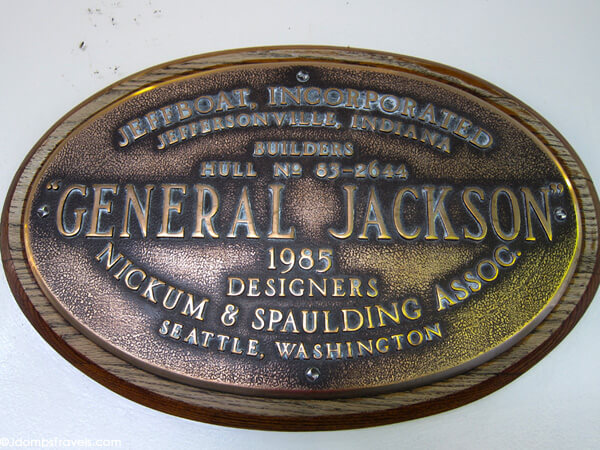 JEFFBOAT, INCORPORATED
JEFFERSONVILLE, INDIANA
BUILDERS
HULL Nº 85-2644
"GENERAL JACKSON"
1985
DESIGNERS
NICKUM & SPAULDING ASSOC.
SEATTLE, WASHINGTON
©Jdombstravels.com